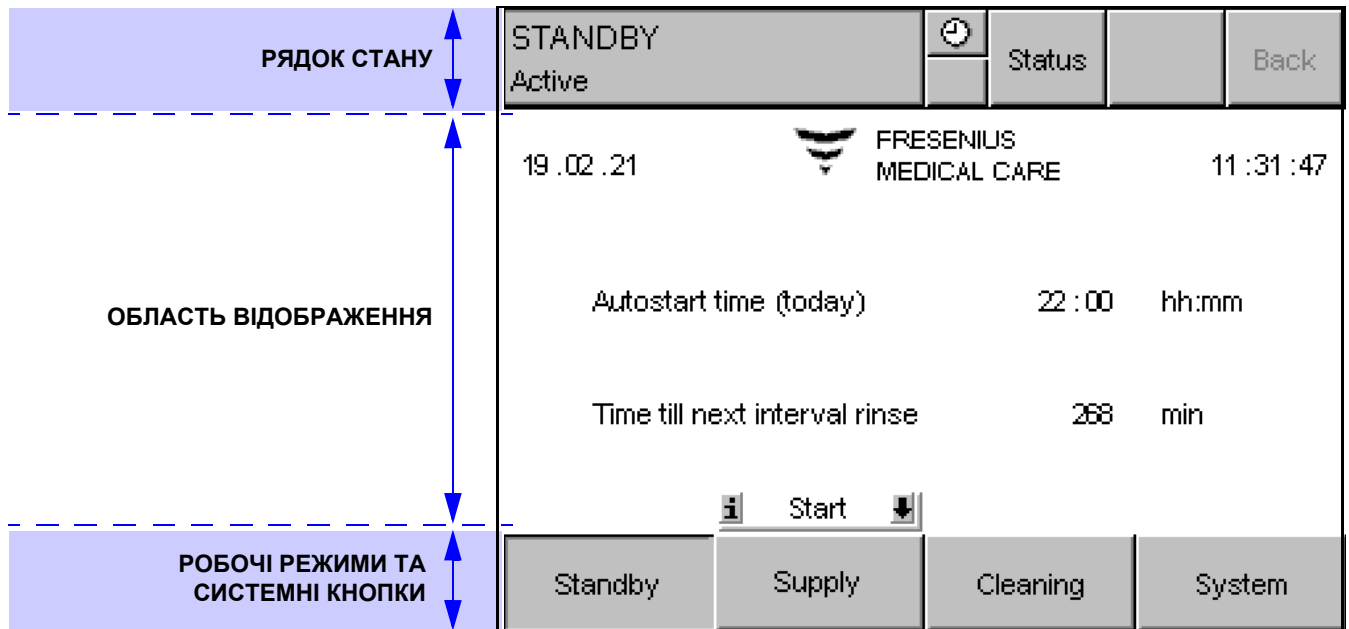 РЯДОК СТАНУ
STANDBY
Active
Status
Back
19 .02 .21
FRESENIUS
MEDICAL CARE
11 :31 :47
ОБЛАСТЬ ВІДОБРАЖЕННЯ
Autostart time (today) 22 : 00 hh:mm
Time till next interval rinse 268 min
i Start
РОБОЧІ РЕЖИМИ ТА
СИСТЕМНІ КНОПКИ
Standby Supply Cleaning System